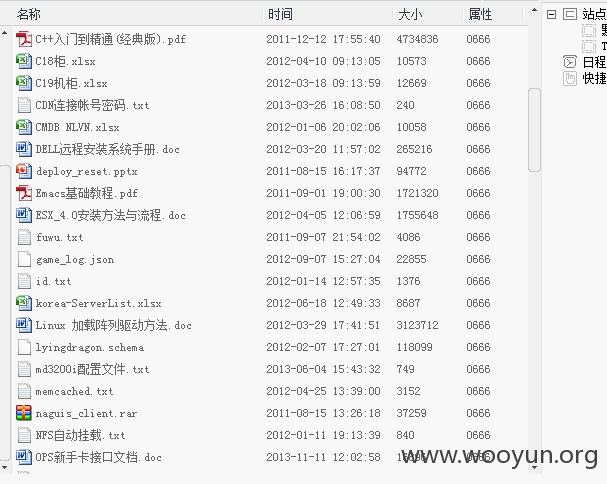 名称 时间 大小 属性
C++入门到精通(经典版).pdf 2011-12-12 17:55:40 4734836 0666
C18柜.xlsx 2012-04-10 09:13:05 10573 0666
C19机柜.xlsx 2012-03-18 09:13:59 12669 0666
CDN连接帐号密码.txt 2013-03-26 16:08:50 240 0666
CMDB NLVN.xlsx 2012-01-06 20:02:06 10058 0666
DELL远程安装系统手册.doc 2012-03-20 11:57:02 265216 0666
deploy_reset.pptx 2011-08-15 16:17:37 94772 0666
Emacs基础教程.pdf 2011-09-01 19:00:30 1721320 0666
ESX_4.0安装方法与流程.doc 2012-04-05 12:06:59 1755648 0666
fuwu.txt 2011-09-07 21:54:02 4086 0666
game_log.json 2012-09-07 15:27:04 22855 0666
id.txt 2012-01-14 12:57:35 1376 0666
korea-ServerList.xlsx 2012-06-18 12:49:33 8687 0666
Linux 加载阵列驱动方法.doc 2012-03-29 17:41:51 3123712 0666
lyingdragon.schema 2012-02-07 17:27:01 118099 0666
md3200i配置文件.txt 2013-06-04 15:43:32 749 0666
memcached.txt 2012-04-25 13:39:00 3152 0666
naguis_client.rar 2011-08-15 13:26:18 37259 0666
NFS自动挂载.txt 2012-01-11 19:13:39 840 0666
OPS新手卡接口文档.doc 2013-11-11 12:02:58
www.wooyun.org
站点
日程
快捷